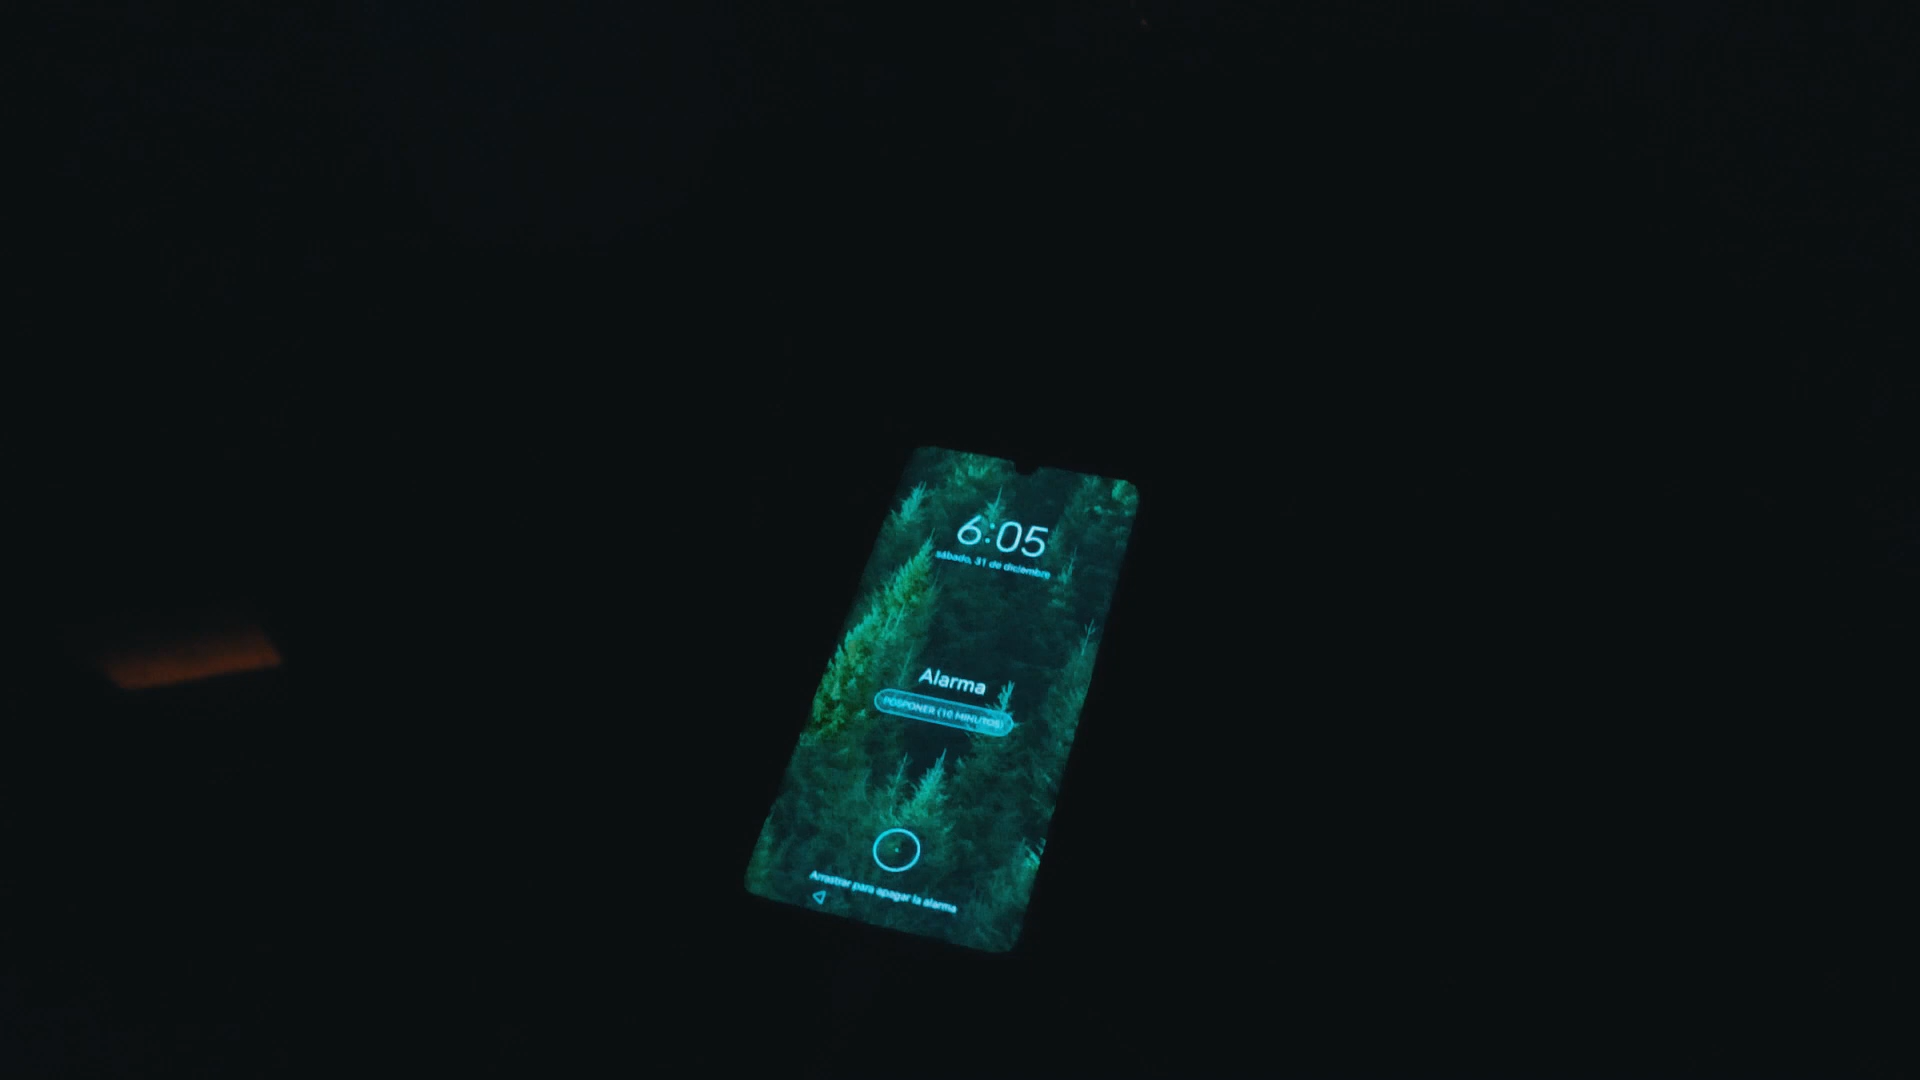 6:05
sábado, 31 de diciembre
Alarma
POSPONER (10 MINUTOS)
Arrastrar para apagar la alarma